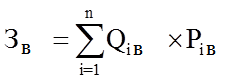 З_в = ∑_{i=1}^{n} Q_{iв} × P_{iв}